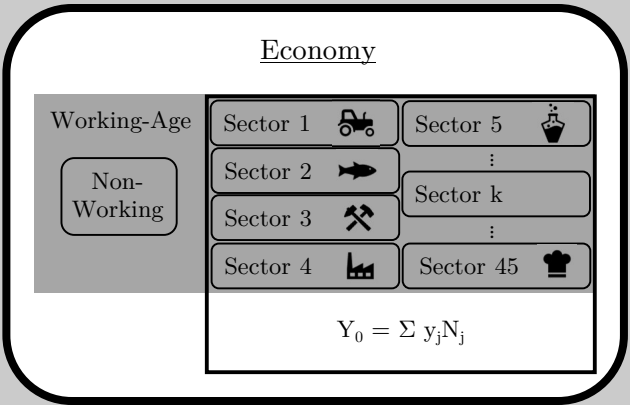 Economy
Working-Age
Non-
Working
Sector 1
Sector 2
Sector 3
Sector 4
Sector 5
⋮
Sector k
⋮
Sector 45
Y₀ = Σ yⱼNⱼ